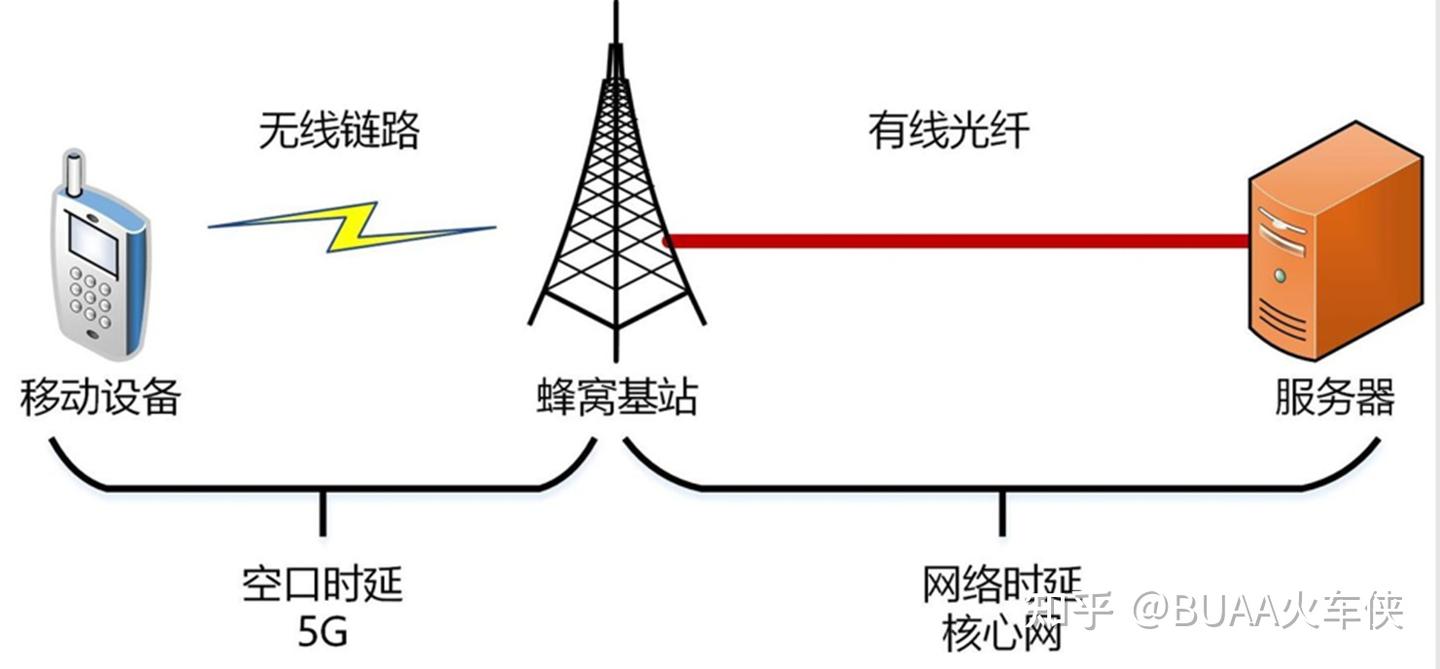 无线链路
有线光纤
移动设备
蜂窝基站
服务器
空口时延
5G
网络时延
核心网
知乎 @BUAA火车侠